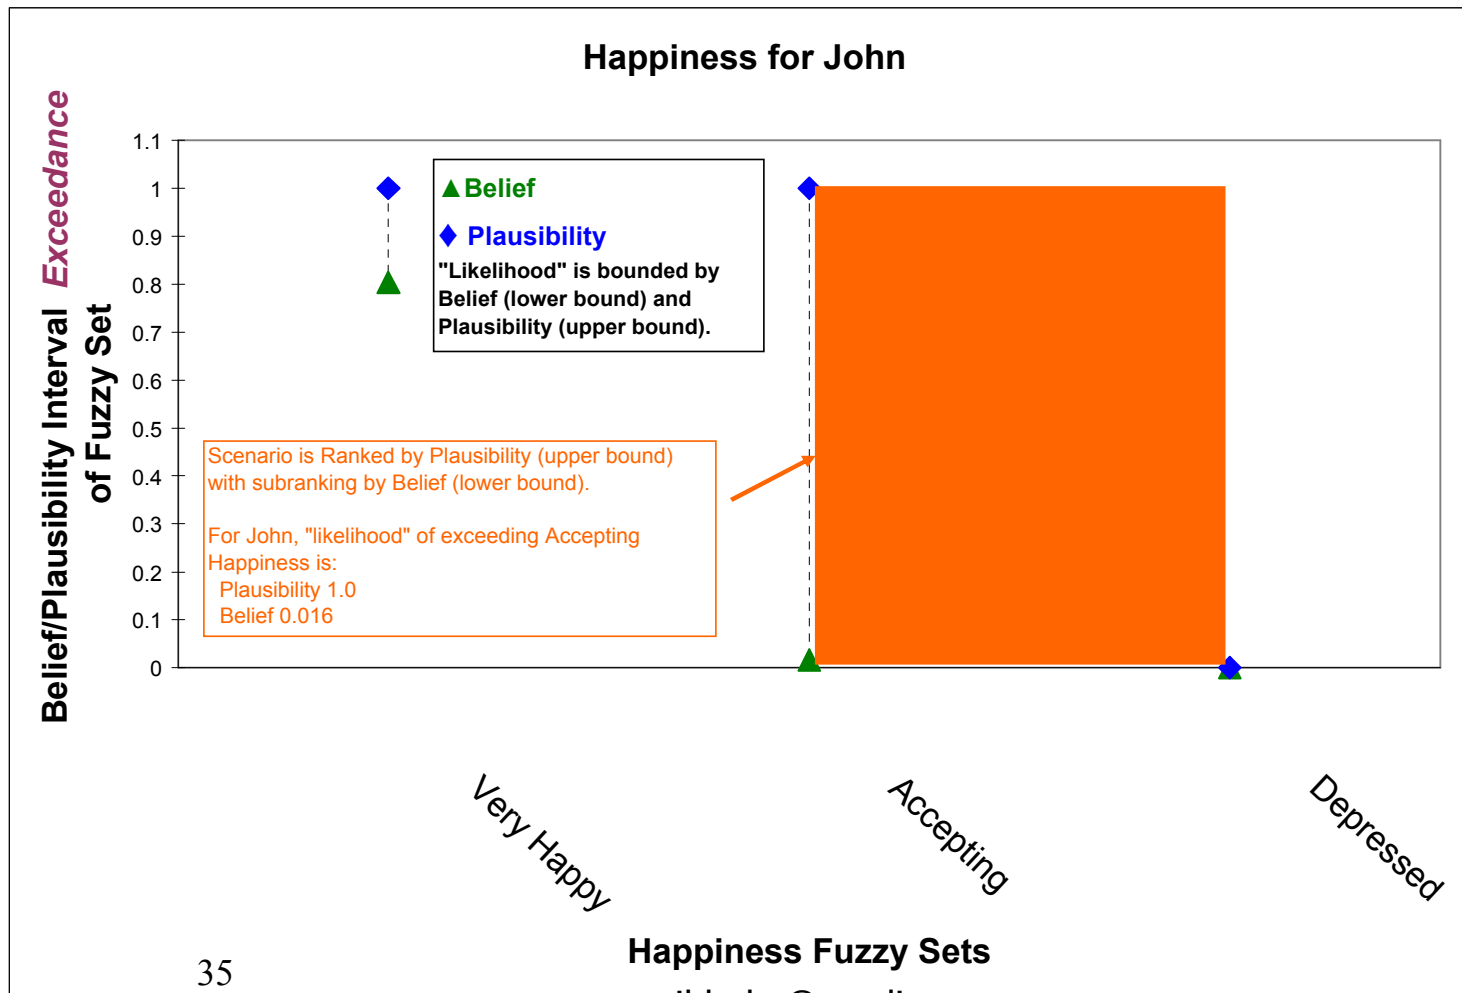 Happiness for John
Belief/Plausibility Interval Exceedance
of Fuzzy Set
1.1
1
0.9
0.8
0.7
0.6
0.5
0.4
0.3
0.2
0.1
0
Belief
Plausibility
"Likelihood" is bounded by
Belief (lower bound) and
Plausibility (upper bound).
Scenario is Ranked by Plausibility (upper bound)
with subranking by Belief (lower bound).
For John, "likelihood" of exceeding Accepting
Happiness is:
Plausibility 1.0
Belief 0.016
Very Happy
Accepting
Depressed
Happiness Fuzzy Sets
35